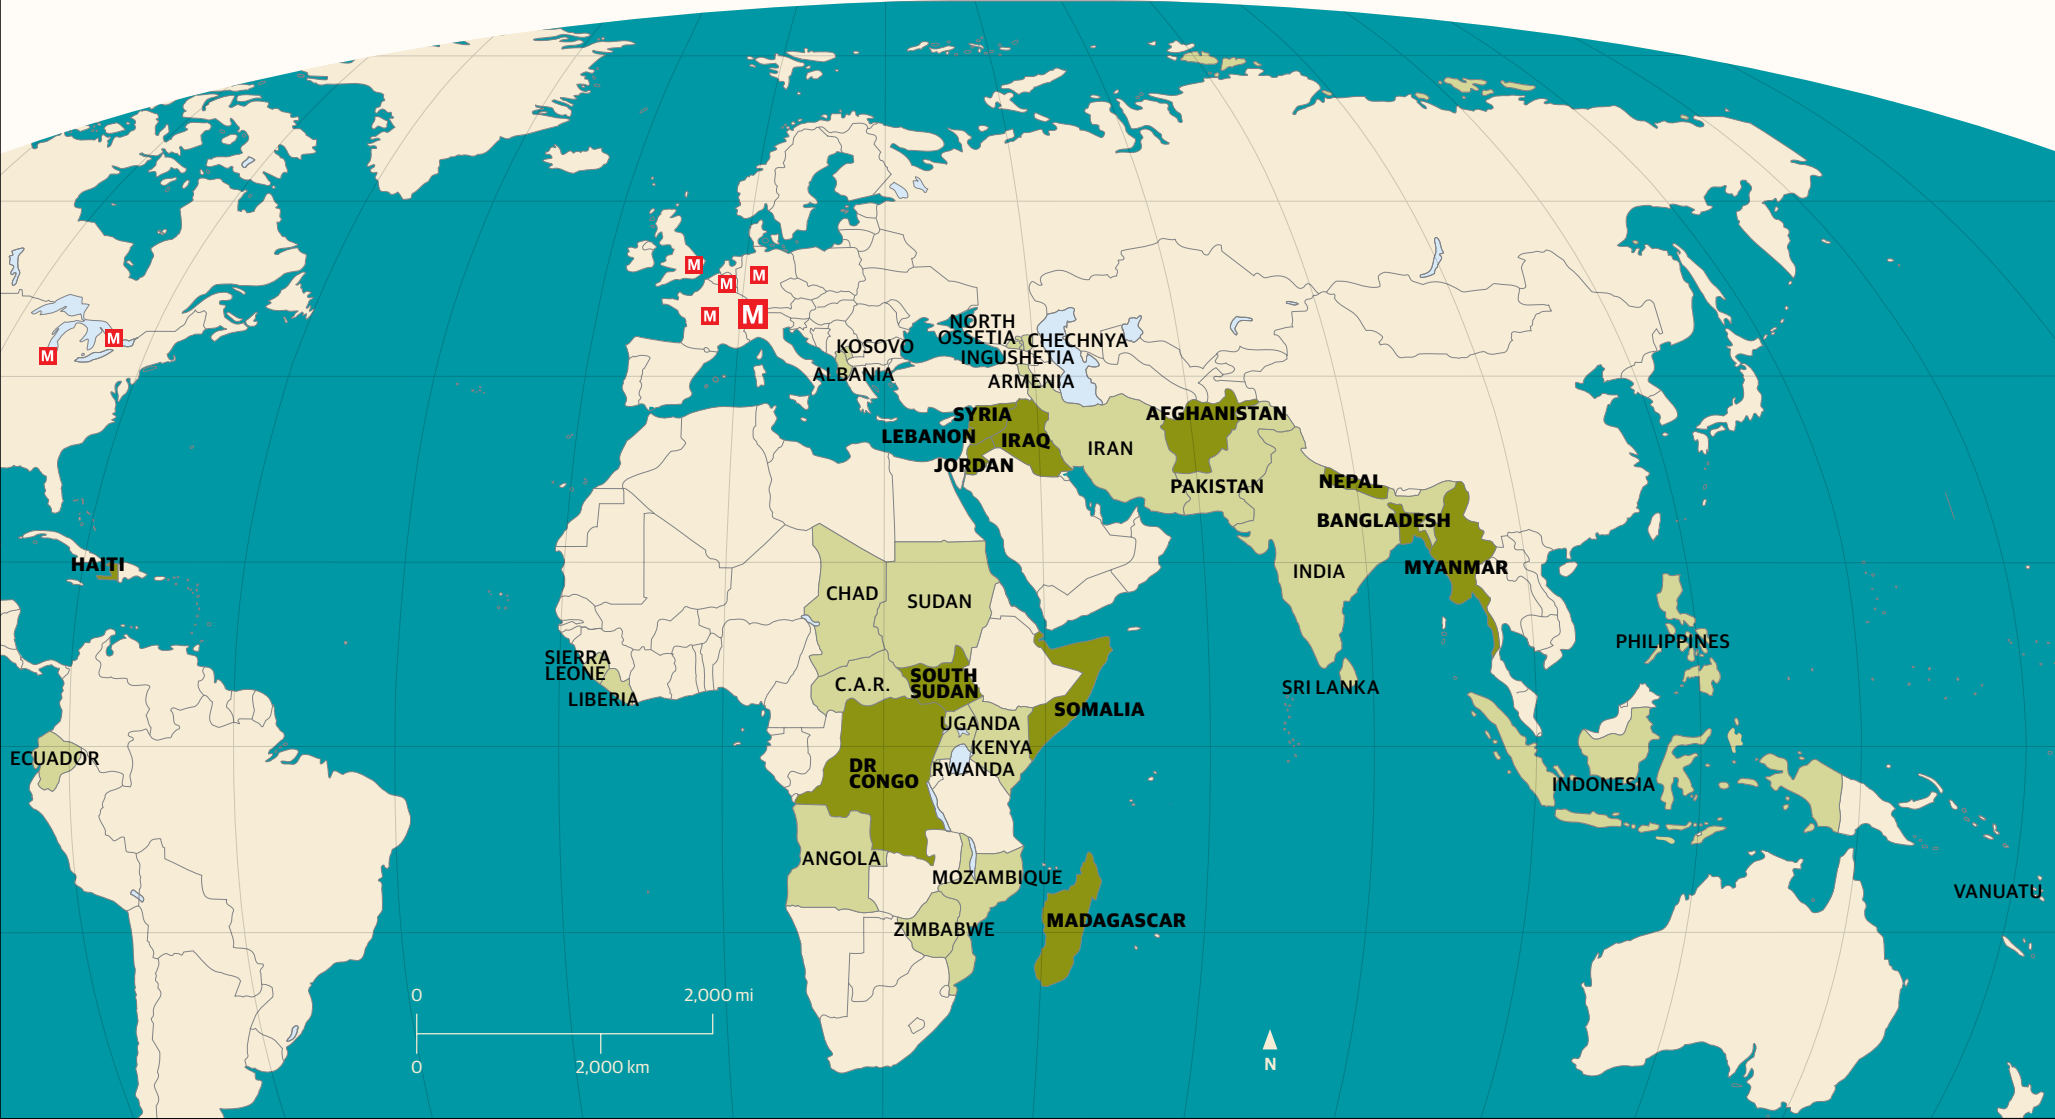 M
M
M
M
M
M
M
NORTH
OSSETIA
CHECHNYA
KOSOVO
INGUSHETIA
ALBANIA
ARMENIA
SYRIA
AFGHANISTAN
LEBANON
IRAQ
IRAN
JORDAN
NEPAL
PAKISTAN
BANGLADESH
HAITI
MYANMAR
INDIA
CHAD
SUDAN
PHILIPPINES
SIERRA
LEONE
LIBERIA
C.A.R.
SOUTH
SUDAN
SRI LANKA
SOMALIA
UGANDA
KENYA
ECUADOR
RWANDA
DR
CONGO
INDONESIA
ANGOLA
MOZAMBIQUE
VANUATU
MADAGASCAR
ZIMBABWE
0
2,000 mi
0
2,000 km
N